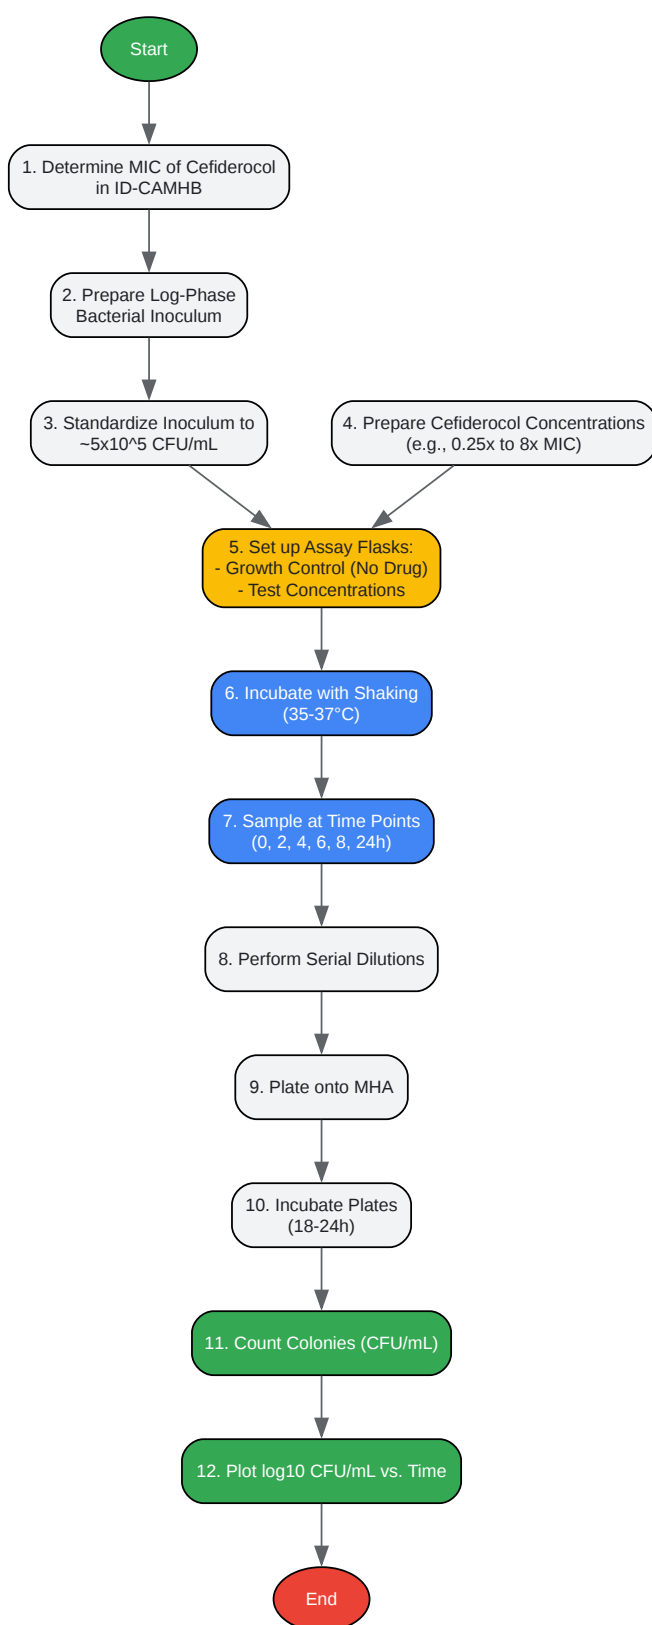 Start
1. Determine MIC of Cefiderocol
in ID-CAMHB
2. Prepare Log-Phase
Bacterial Inoculum
3. Standardize Inoculum to
~5x10^5 CFU/mL
4. Prepare Cefiderocol Concentrations
(e.g., 0.25x to 8x MIC)
5. Set up Assay Flasks:
- Growth Control (No Drug)
- Test Concentrations
6. Incubate with Shaking
(35-37°C)
7. Sample at Time Points
(0, 2, 4, 6, 8, 24h)
8. Perform Serial Dilutions
9. Plate onto MHA
10. Incubate Plates
(18-24h)
11. Count Colonies (CFU/mL)
12. Plot log10 CFU/mL vs. Time
End